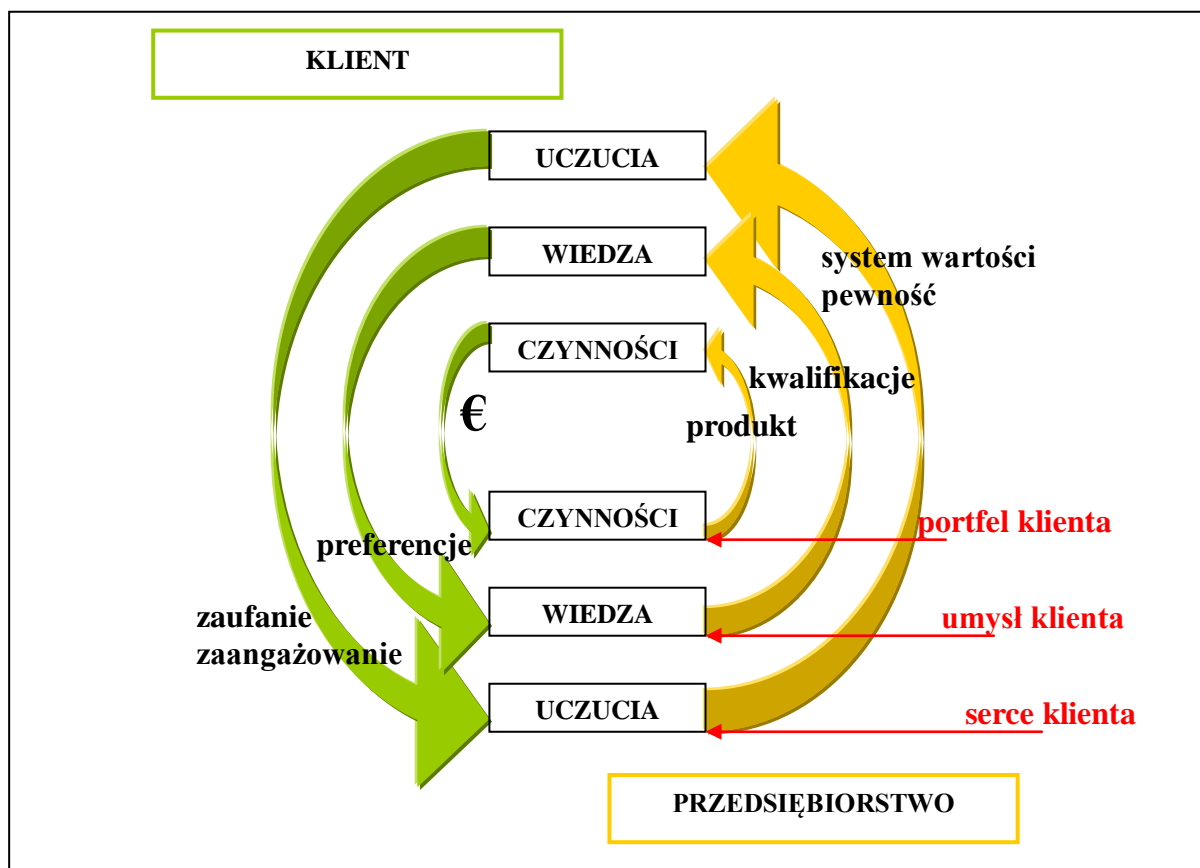 KLIENT
UCZUCIA
WIEDZA
system wartości
pewność
CZYNNOŚCI
kwalifikacje
€
produkt
CZYNNOŚCI
portfel klienta
preferencje
WIEDZA
umysł klienta
zaufanie
zaangażowanie
UCZUCIA
serce klienta
PRZEDSIĘBIORSTWO